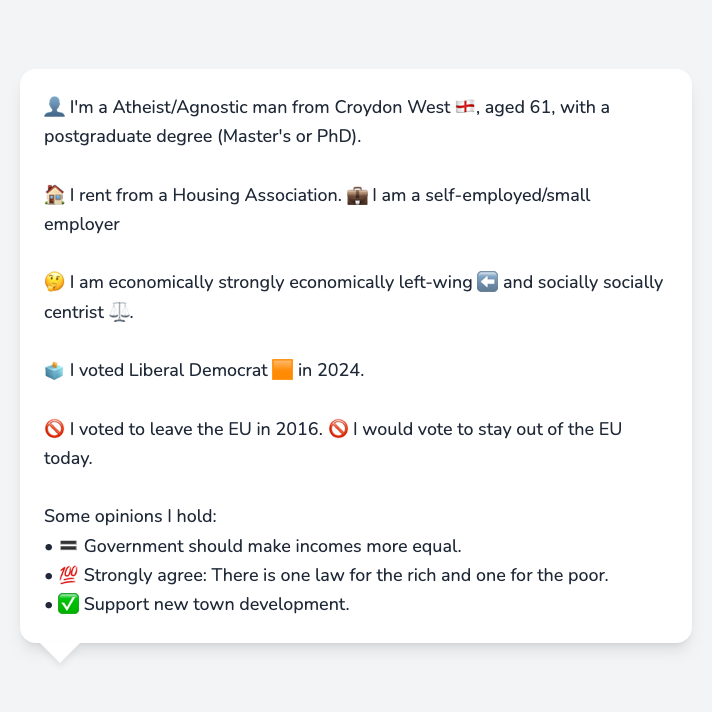 👤 I'm a Atheist/Agnostic man from Croydon West 🏴󠁧󠁢󠁥󠁮󠁧󠁿, aged 61, with a
postgraduate degree (Master's or PhD).
🏠 I rent from a Housing Association. 💼 I am a self-employed/small
employer
🤔 I am economically strongly economically left-wing ⬅️ and socially socially
centrist ⚖️.
🗳️ I voted Liberal Democrat 🟧 in 2024.
🚫 I voted to leave the EU in 2016. 🚫 I would vote to stay out of the EU
today.
Some opinions I hold:
• 🟰 Government should make incomes more equal.
• 💯 Strongly agree: There is one law for the rich and one for the poor.
• ✅ Support new town development.